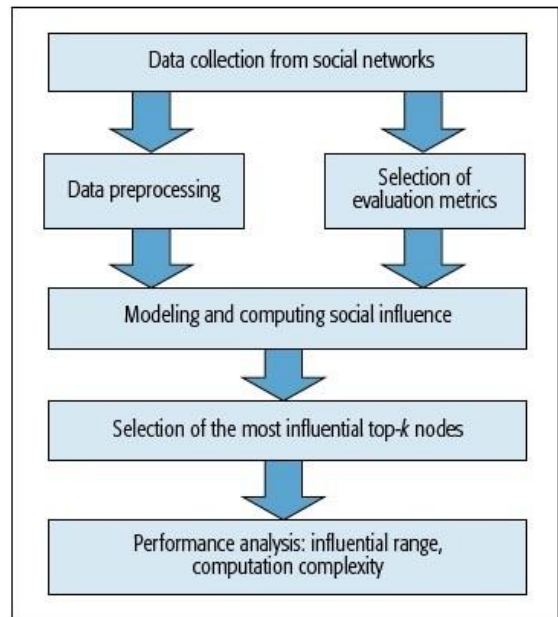 Data collection from social networks
Data preprocessing
Selection of
evaluation metrics
Modeling and computing social influence
Selection of the most influential top-k nodes
Performance analysis: influential range,
computation complexity